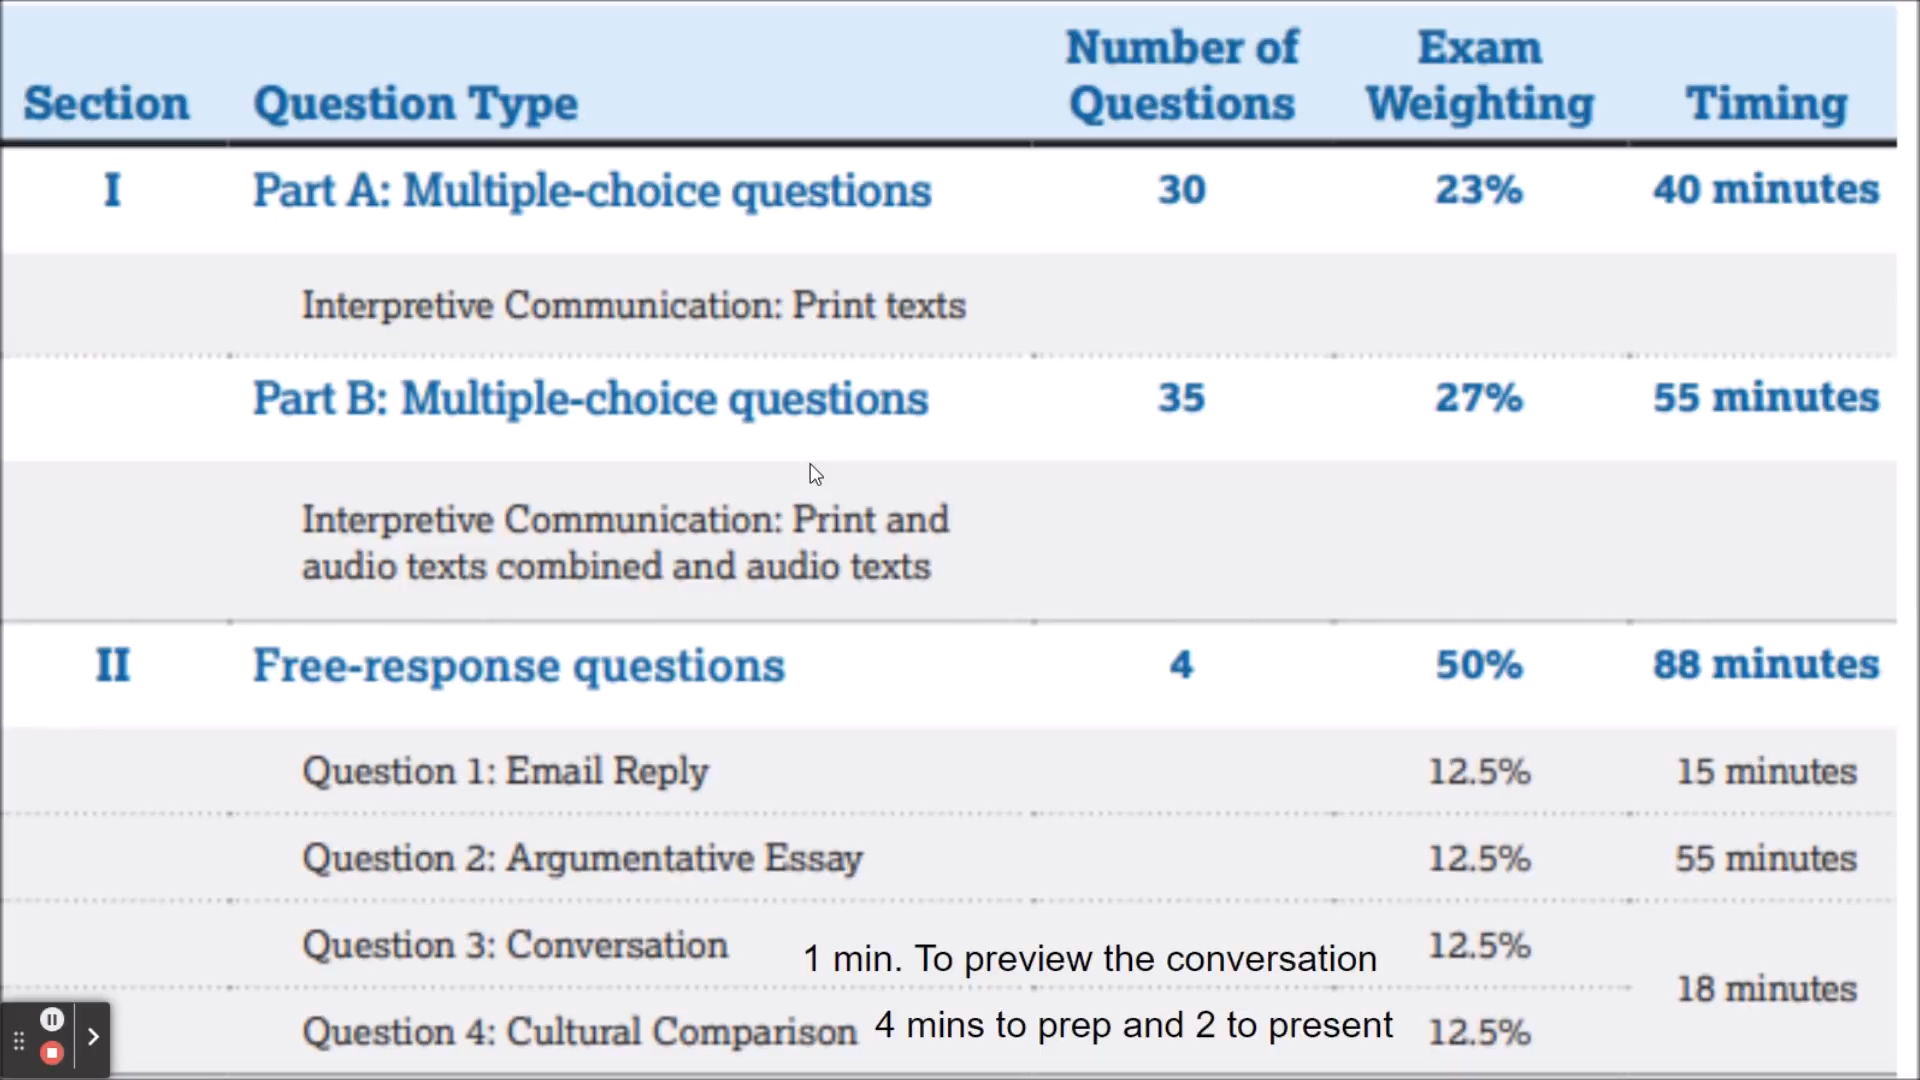 Section Question Type Number of Questions Exam Weighting Timing
I Part A: Multiple-choice questions 30 23% 40 minutes
Interpretive Communication: Print texts
Part B: Multiple-choice questions 35 27% 55 minutes
Interpretive Communication: Print and
audio texts combined and audio texts
II Free-response questions 4 50% 88 minutes
Question 1: Email Reply 12.5% 15 minutes
Question 2: Argumentative Essay 12.5% 55 minutes
Question 3: Conversation 1 min. To preview the conversation 12.5%
18 minutes
Question 4: Cultural Comparison 4 mins to prep and 2 to present 12.5%